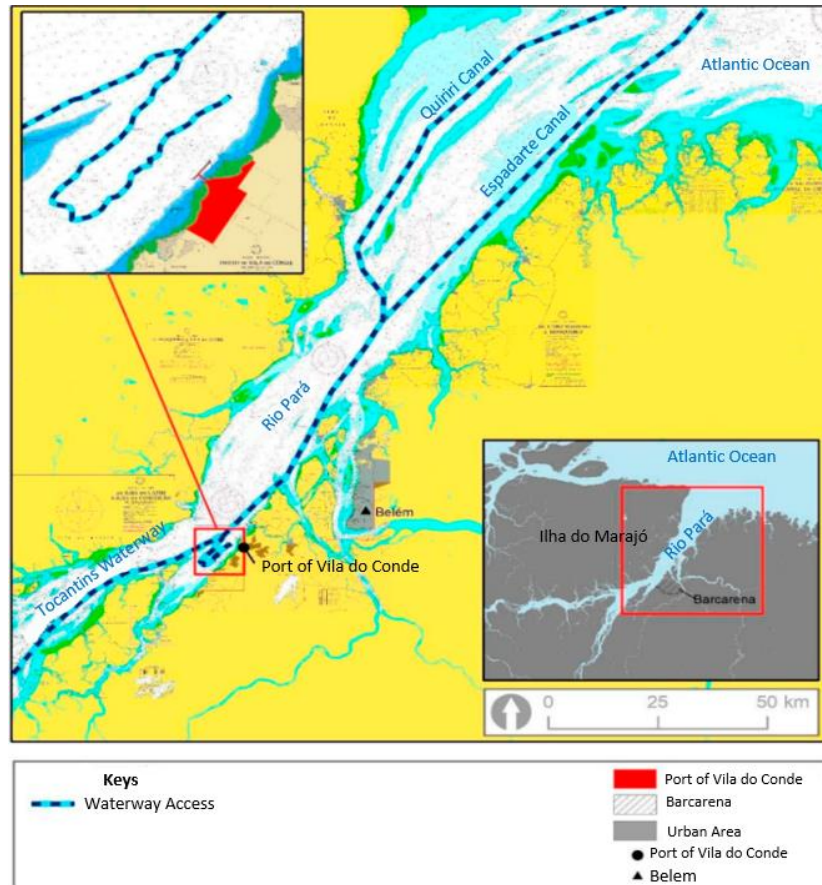 Atlantic Ocean
Quiriri Canal
Espadarte Canal
Rio Pará
Belém
Port of Vila do Conde
Tocantins Waterway
Atlantic Ocean
Ilha do Marajó
Rio Pará
Barcarena
0 25 50 km
Keys
Waterway Access
Port of Vila do Conde
Barcarena
Urban Area
Port of Vila do Conde
Belem